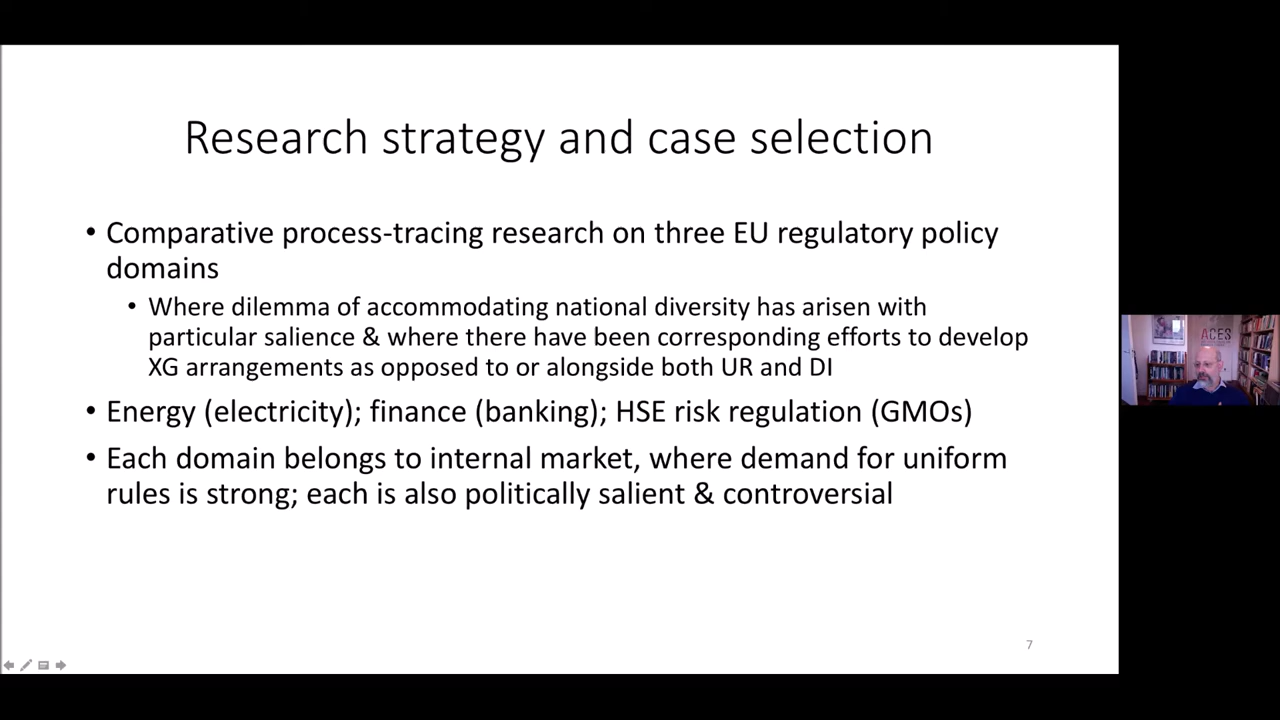 Research strategy and case selection
• Comparative process-tracing research on three EU regulatory policy
domains
• Where dilemma of accommodating national diversity has arisen with
particular salience & where there have been corresponding efforts to develop
XG arrangements as opposed to or alongside both UR and DI
• Energy (electricity); finance (banking); HSE risk regulation (GMOs)
• Each domain belongs to internal market, where demand for uniform
rules is strong; each is also politically salient & controversial
7
ACES